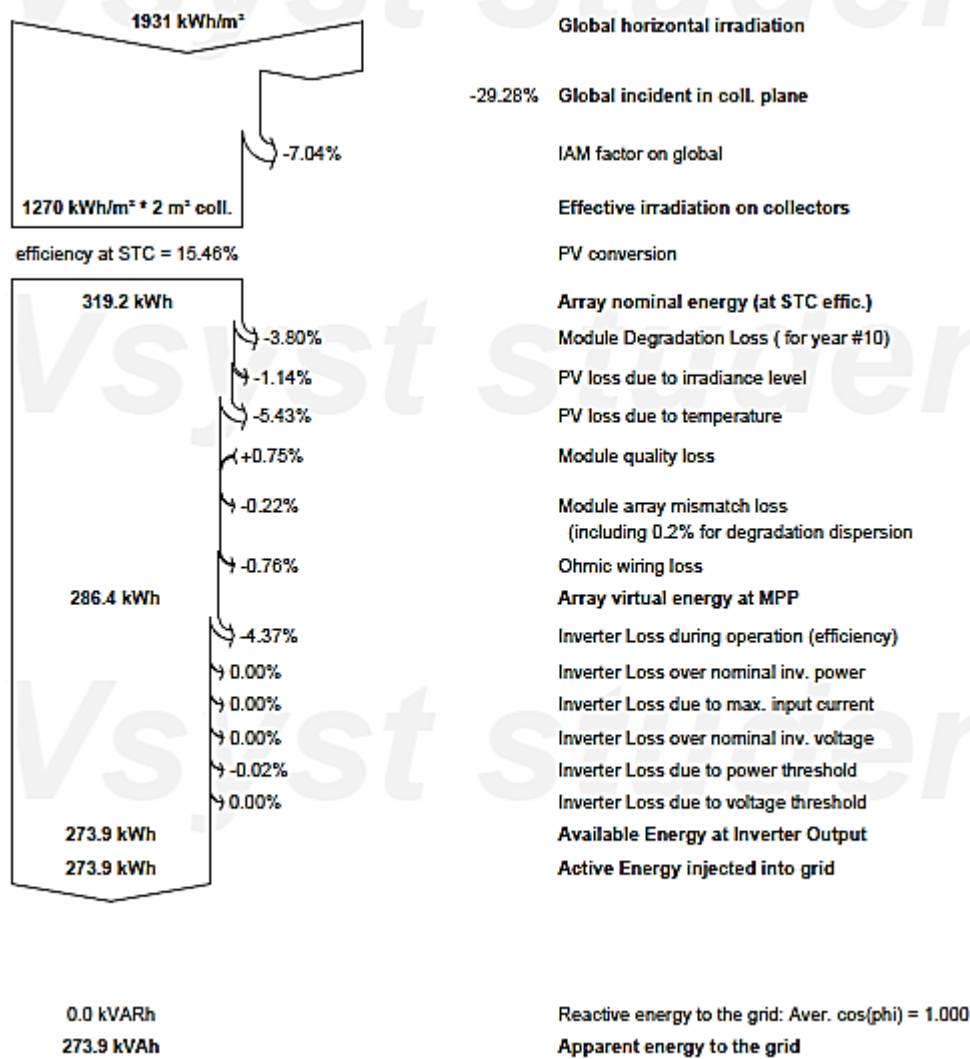 1931 kWh/m² Global horizontal irradiation
-29.28% Global incident in coll. plane
-7.04% IAM factor on global
1270 kWh/m² * 2 m² coll. Effective irradiation on collectors
efficiency at STC = 15.46% PV conversion
319.2 kWh Array nominal energy (at STC effic.)
-3.80% Module Degradation Loss ( for year #10)
-1.14% PV loss due to irradiance level
-5.43% PV loss due to temperature
+0.75% Module quality loss
-0.22% Module array mismatch loss
(including 0.2% for degradation dispersion
-0.76% Ohmic wiring loss
286.4 kWh Array virtual energy at MPP
-4.37% Inverter Loss during operation (efficiency)
0.00% Inverter Loss over nominal inv. power
0.00% Inverter Loss due to max. input current
0.00% Inverter Loss over nominal inv. voltage
-0.02% Inverter Loss due to power threshold
0.00% Inverter Loss due to voltage threshold
273.9 kWh Available Energy at Inverter Output
273.9 kWh Active Energy injected into grid
0.0 kVARh Reactive energy to the grid: Aver. cos(phi) = 1.000
273.9 kVAh Apparent energy to the grid
Vsyst studen
Vsyst studen
Vsyst studen